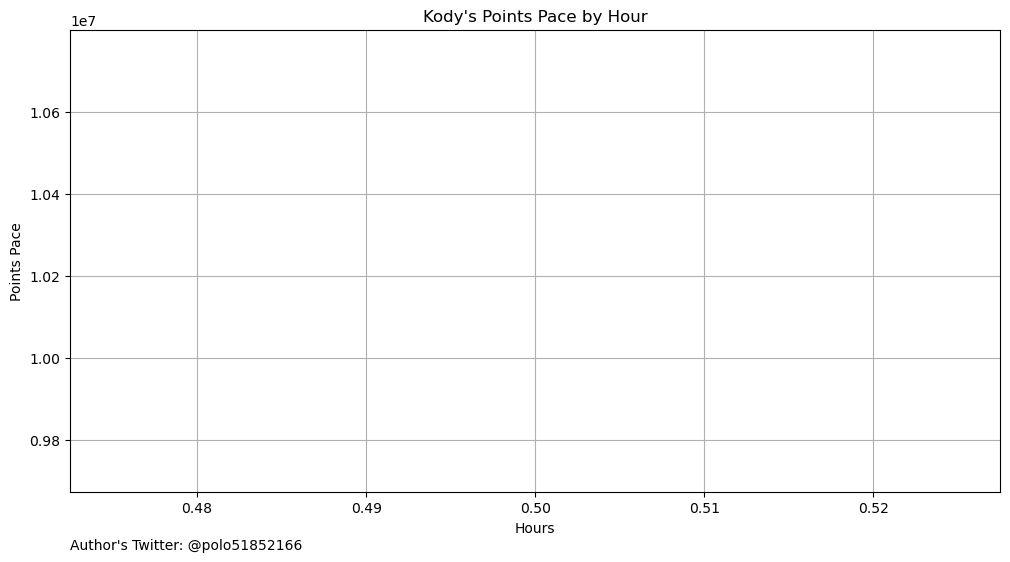 Kody's Points Pace by Hour
1e7
1.06
1.04
1.02
1.00
0.98
Points Pace
0.48 0.49 0.50 0.51 0.52
Hours
Author's Twitter: @polo51852166